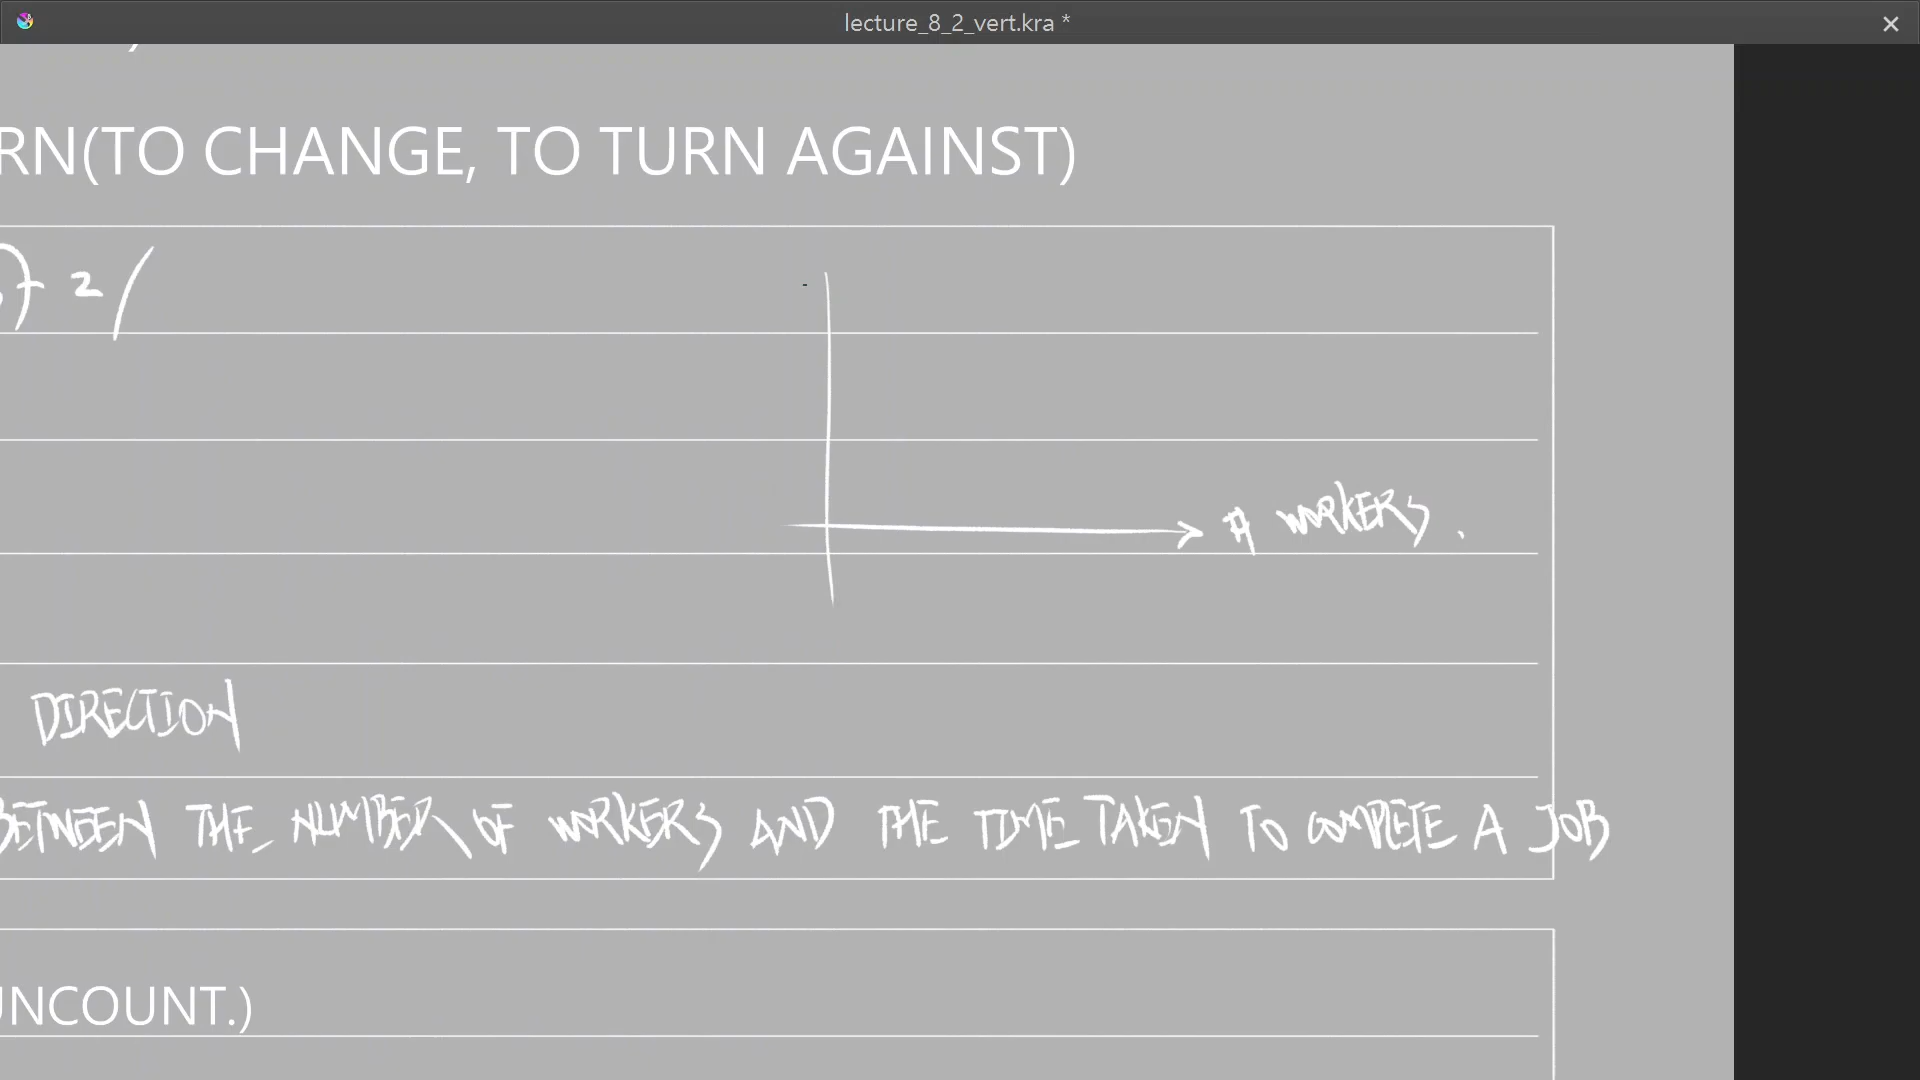 lecture_8_2_vert.kra *
RN(TO CHANGE, TO TURN AGAINST)
2/
# WORKERS.
DIRECTION
BETWEEN THE NUMBER OF WORKERS AND THE TIME TAKEN TO COMPLETE A JOB
UNCOUNT.)